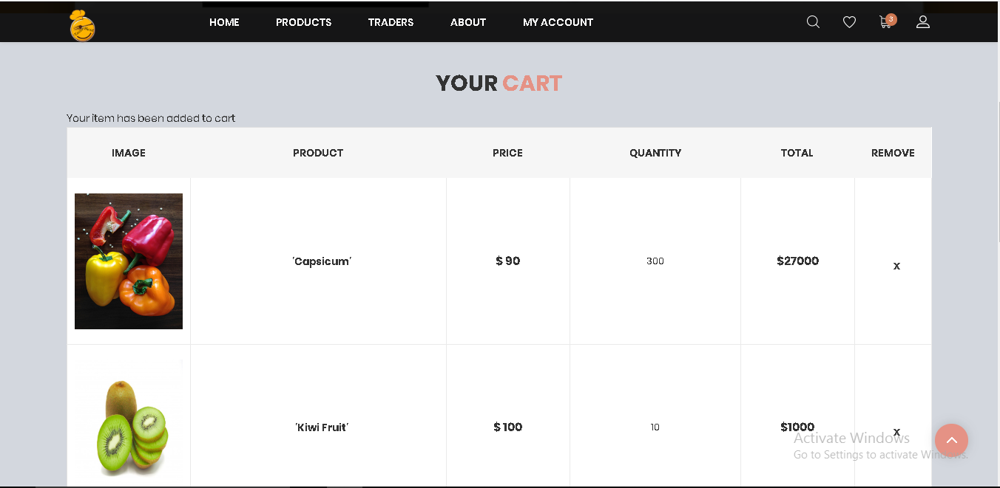 HOME PRODUCTS TRADERS ABOUT MY ACCOUNT 3
YOUR CART
Your item has been added to cart
IMAGE PRODUCT PRICE QUANTITY TOTAL REMOVE
'Capsicum' $ 90 300 $27000 x
'Kiwi Fruit' $ 100 10 $1000 x
Activate Windows
Go to Settings to activate Windows.